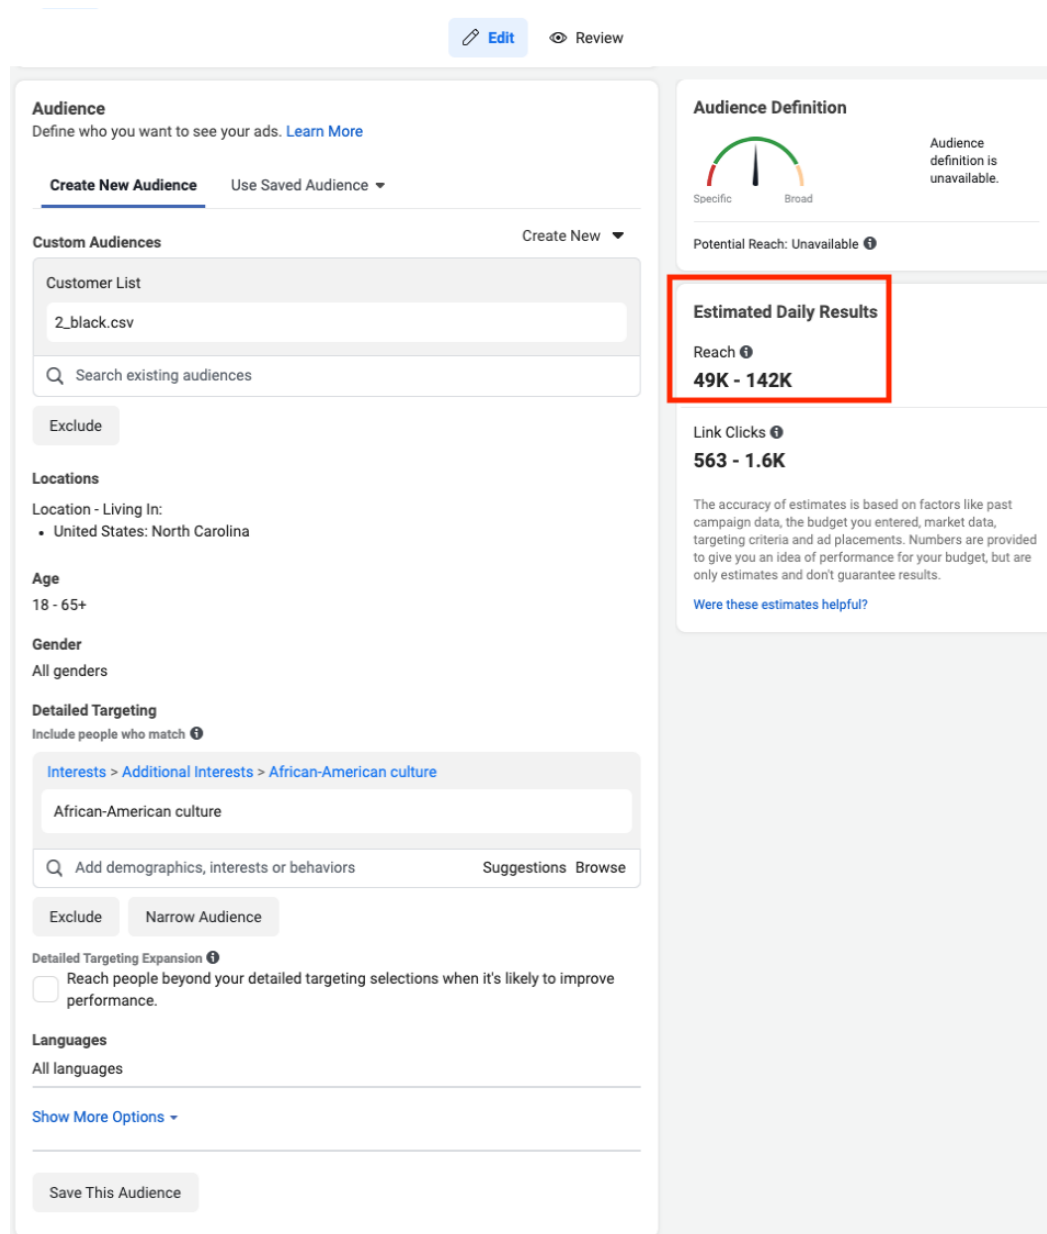 Edit Review
Audience
Define who you want to see your ads. Learn More
Create New Audience Use Saved Audience
Custom Audiences Create New
Customer List
2_black.csv
Search existing audiences
Exclude
Locations
Location - Living In:
• United States: North Carolina
Age
18 - 65+
Gender
All genders
Detailed Targeting
Include people who match
Interests > Additional Interests > African-American culture
African-American culture
Add demographics, interests or behaviors Suggestions Browse
Exclude Narrow Audience
Detailed Targeting Expansion
Reach people beyond your detailed targeting selections when it's likely to improve
performance.
Languages
All languages
Show More Options
Save This Audience
Audience Definition
Audience
definition is
unavailable.
Specific Broad
Potential Reach: Unavailable
Estimated Daily Results
Reach
49K - 142K
Link Clicks
563 - 1.6K
The accuracy of estimates is based on factors like past
campaign data, the budget you entered, market data,
targeting criteria and ad placements. Numbers are provided
to give you an idea of performance for your budget, but are
only estimates and don't guarantee results.
Were these estimates helpful?